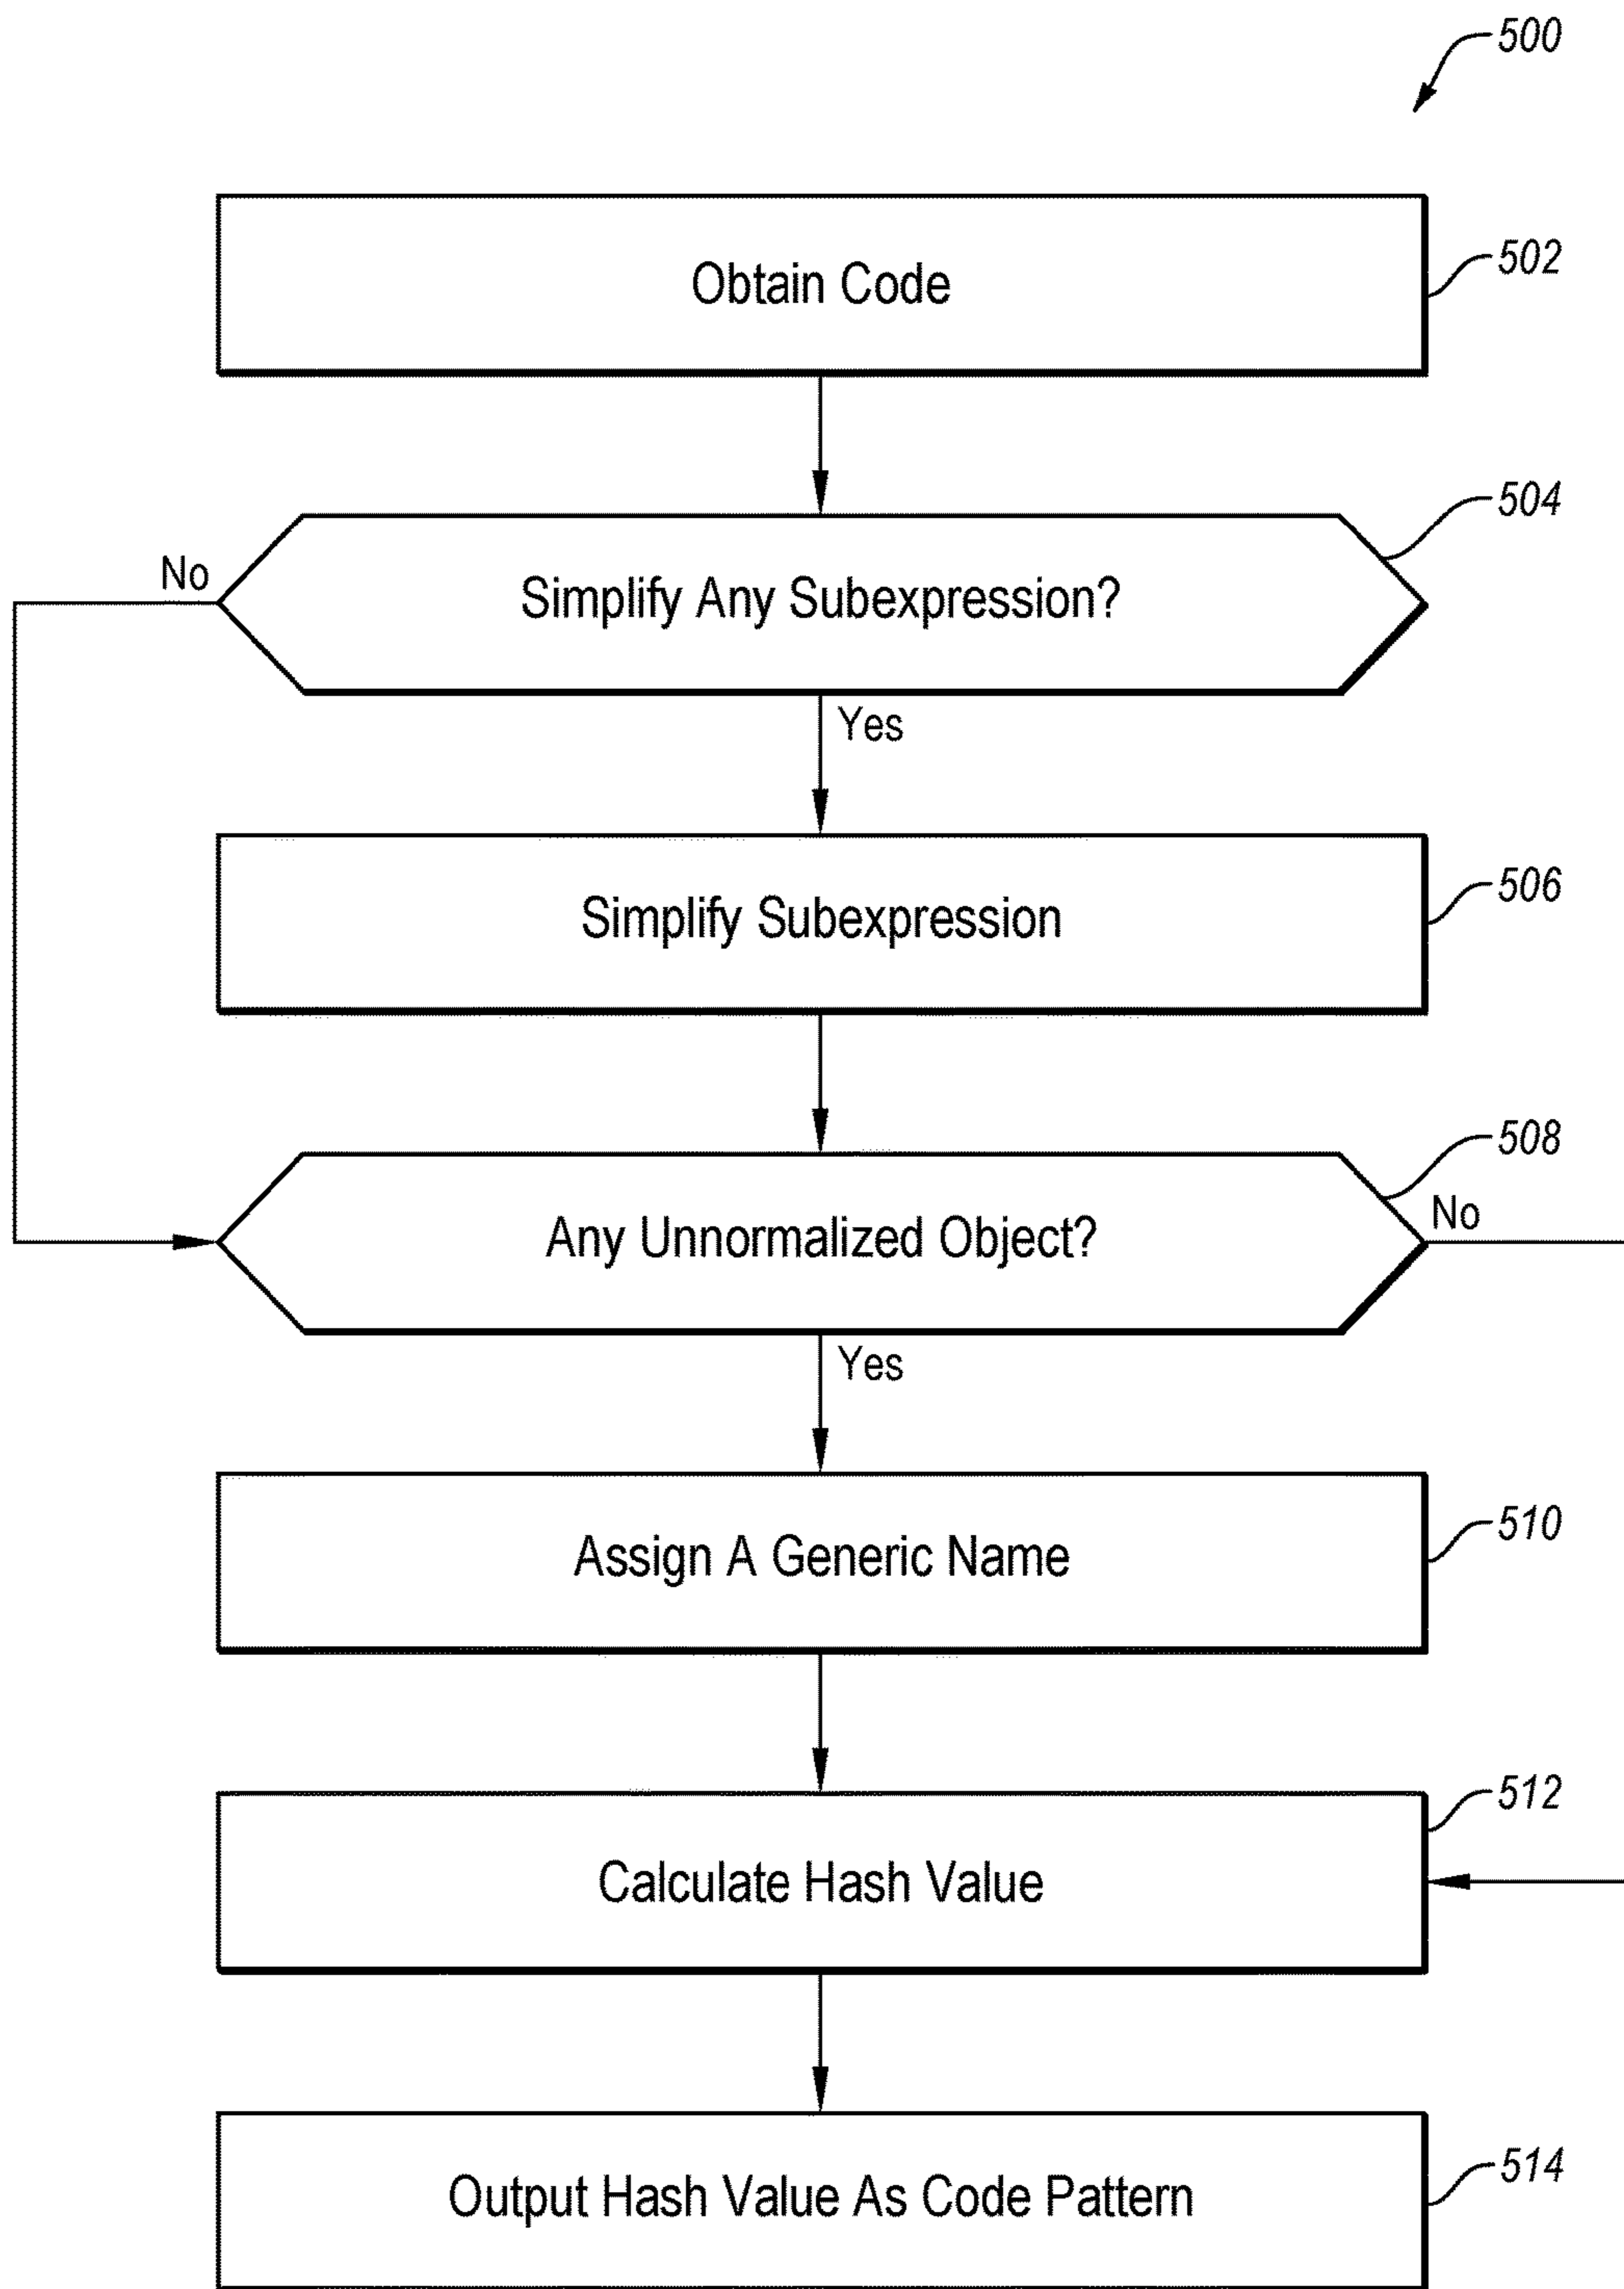 500
Obtain Code
502
504
No
Simplify Any Subexpression?
Yes
Simplify Subexpression
506
508
Any Unnormalized Object?
No
Yes
Assign A Generic Name
510
512
Calculate Hash Value
Output Hash Value As Code Pattern
514